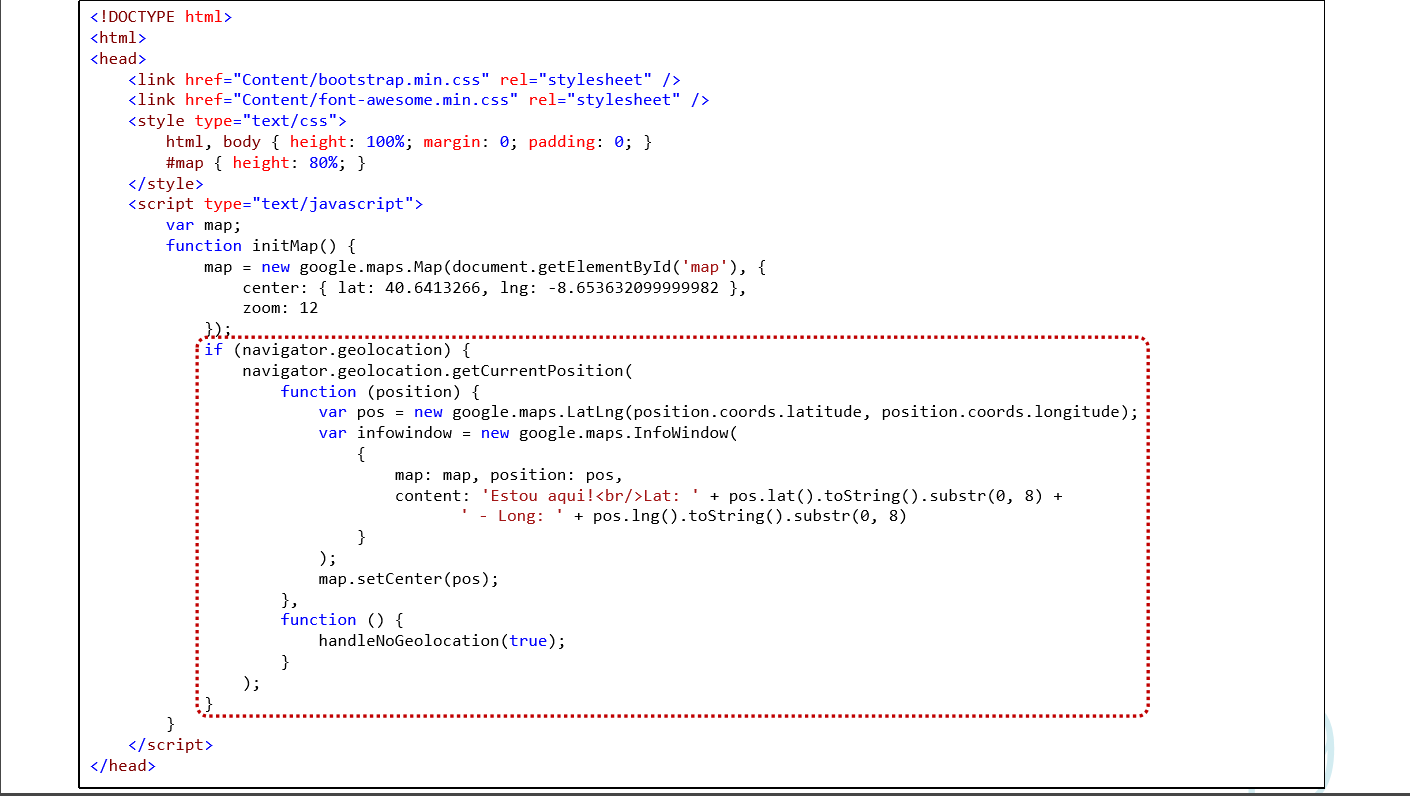 <!DOCTYPE html>
<html>
<head>
    <link href="Content/bootstrap.min.css" rel="stylesheet" />
    <link href="Content/font-awesome.min.css" rel="stylesheet" />
    <style type="text/css">
        html, body { height: 100%; margin: 0; padding: 0; }
        #map { height: 80%; }
    </style>
    <script type="text/javascript">
        var map;
        function initMap() {
            map = new google.maps.Map(document.getElementById('map'), {
                center: { lat: 40.6413266, lng: -8.653632099999982 },
                zoom: 12
            });
            if (navigator.geolocation) {
                navigator.geolocation.getCurrentPosition(
                    function (position) {
                        var pos = new google.maps.LatLng(position.coords.latitude, position.coords.longitude);
                        var infowindow = new google.maps.InfoWindow(
                            {
                                map: map, position: pos,
                                content: 'Estou aqui!<br/>Lat: ' + pos.lat().toString().substr(0, 8) +
                                       ' - Long: ' + pos.lng().toString().substr(0, 8)
                            }
                        );
                        map.setCenter(pos);
                    },
                    function () {
                        handleNoGeolocation(true);
                    }
                );
            }
        }
    </script>
</head>